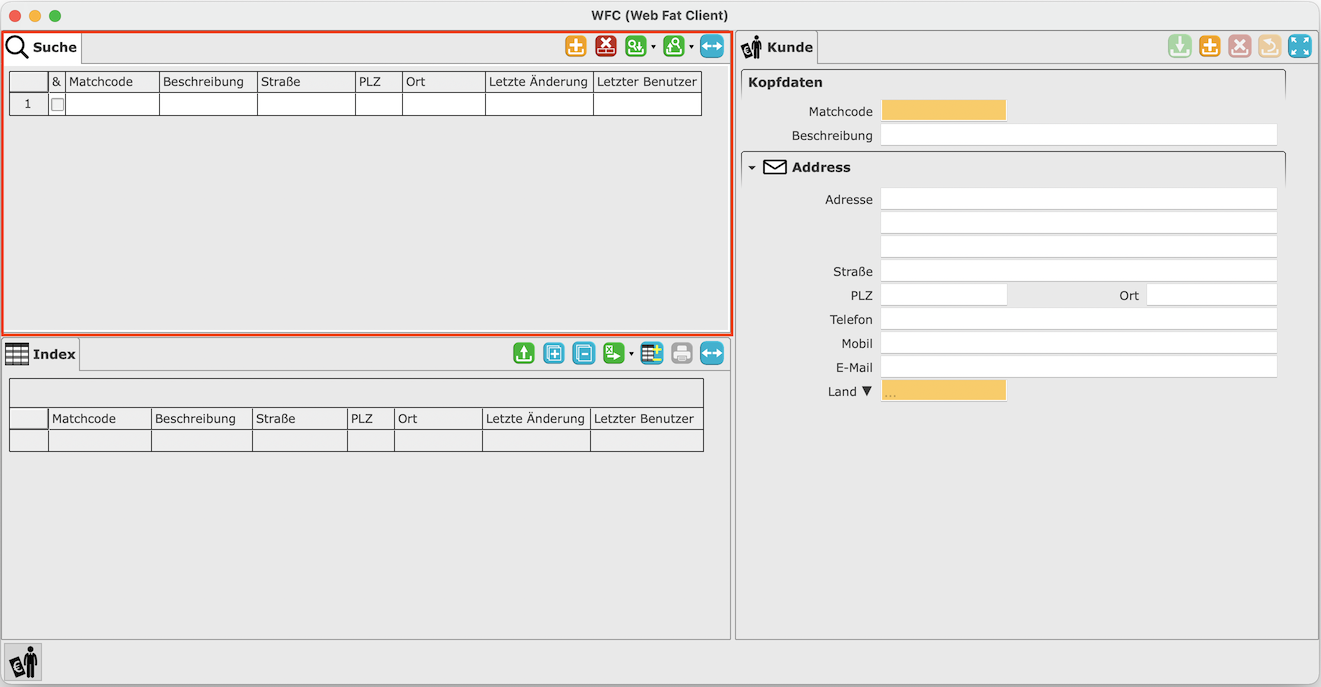 WFC (Web Fat Client)
Suche
& Matchcode Beschreibung Straße PLZ Ort Letzte Änderung Letzter Benutzer
1
Index
Matchcode Beschreibung Straße PLZ Ort Letzte Änderung Letzter Benutzer
Kunde
Kopfdaten
Matchcode
Beschreibung
Address
Adresse
Straße
PLZ Ort
Telefon
Mobil
E-Mail
Land ▼ ...